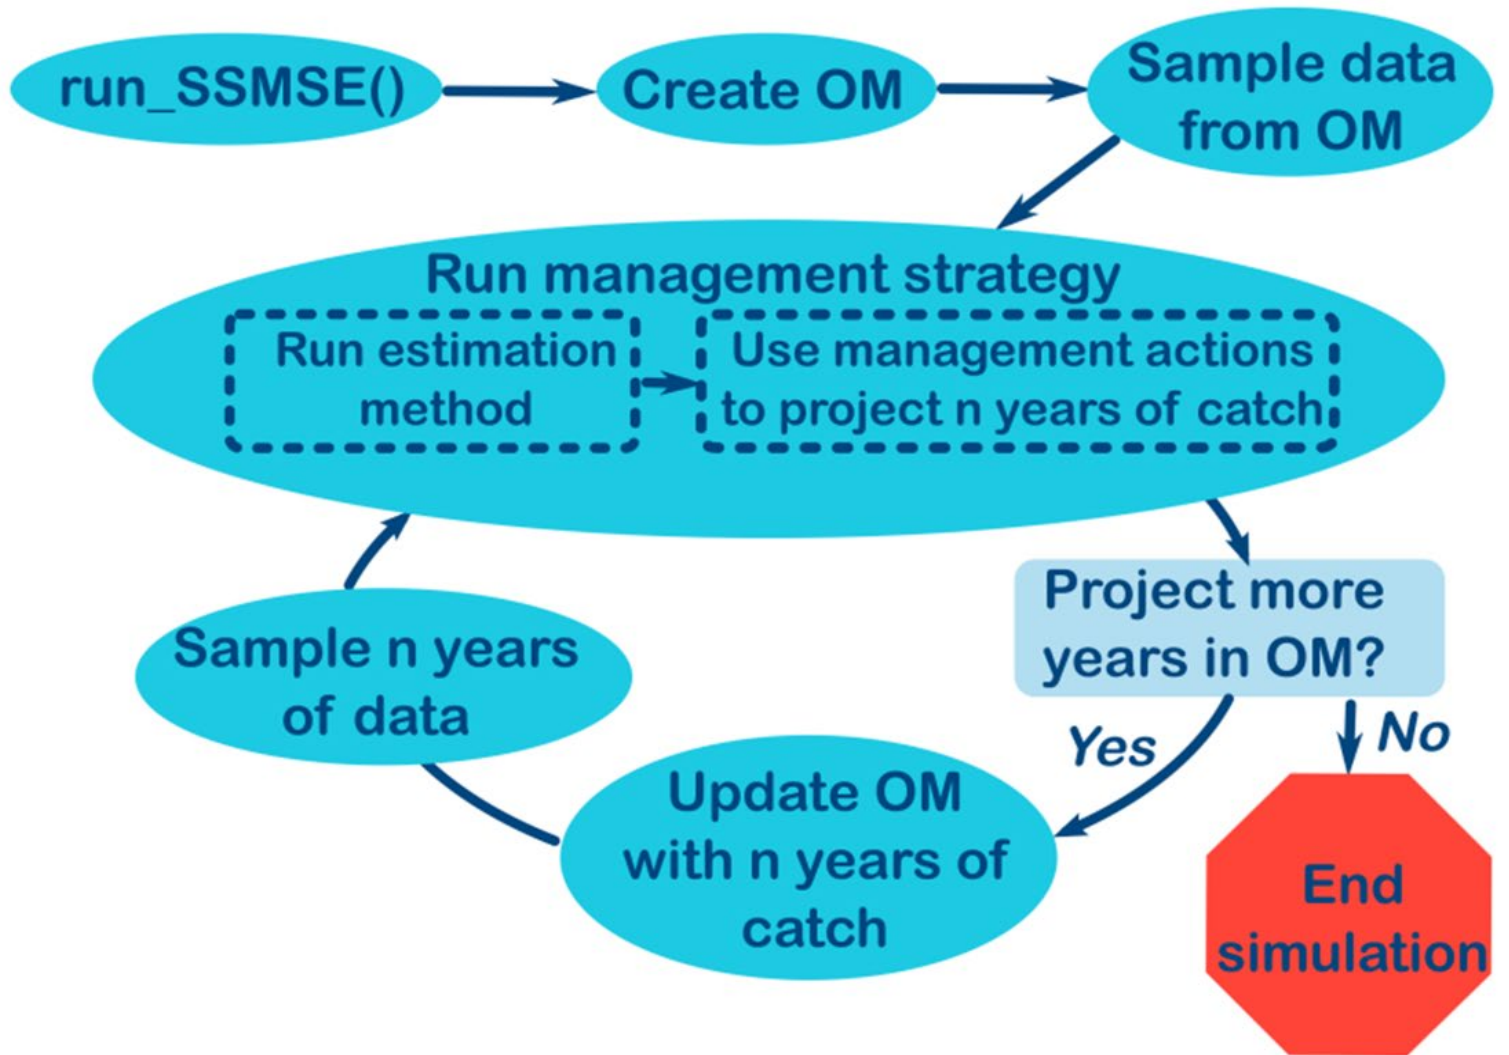 run_SSMSE()
Create OM
Sample data
from OM
Run management strategy
Run estimation
method
Use management actions
to project n years of catch
Project more
years in OM?
Yes
No
Sample n years
of data
Update OM
with n years of
catch
End
simulation